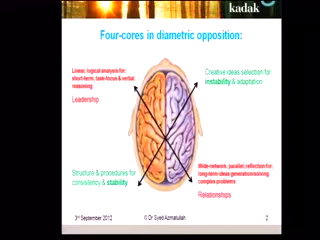 kadak
Four-cores in diametric opposition:
Linear, logical analysis for:
short-term, task-focus & verbal
reasoning
Leadership
Creative ideas selection for
instability & adaptation
Structure & procedures for
consistency & stability
Wide-network, parallel, reflection for:
long-term ideas generation/solving
complex problems
Relationships
3rd September 2012
© Dr Syed Azmatullah
2